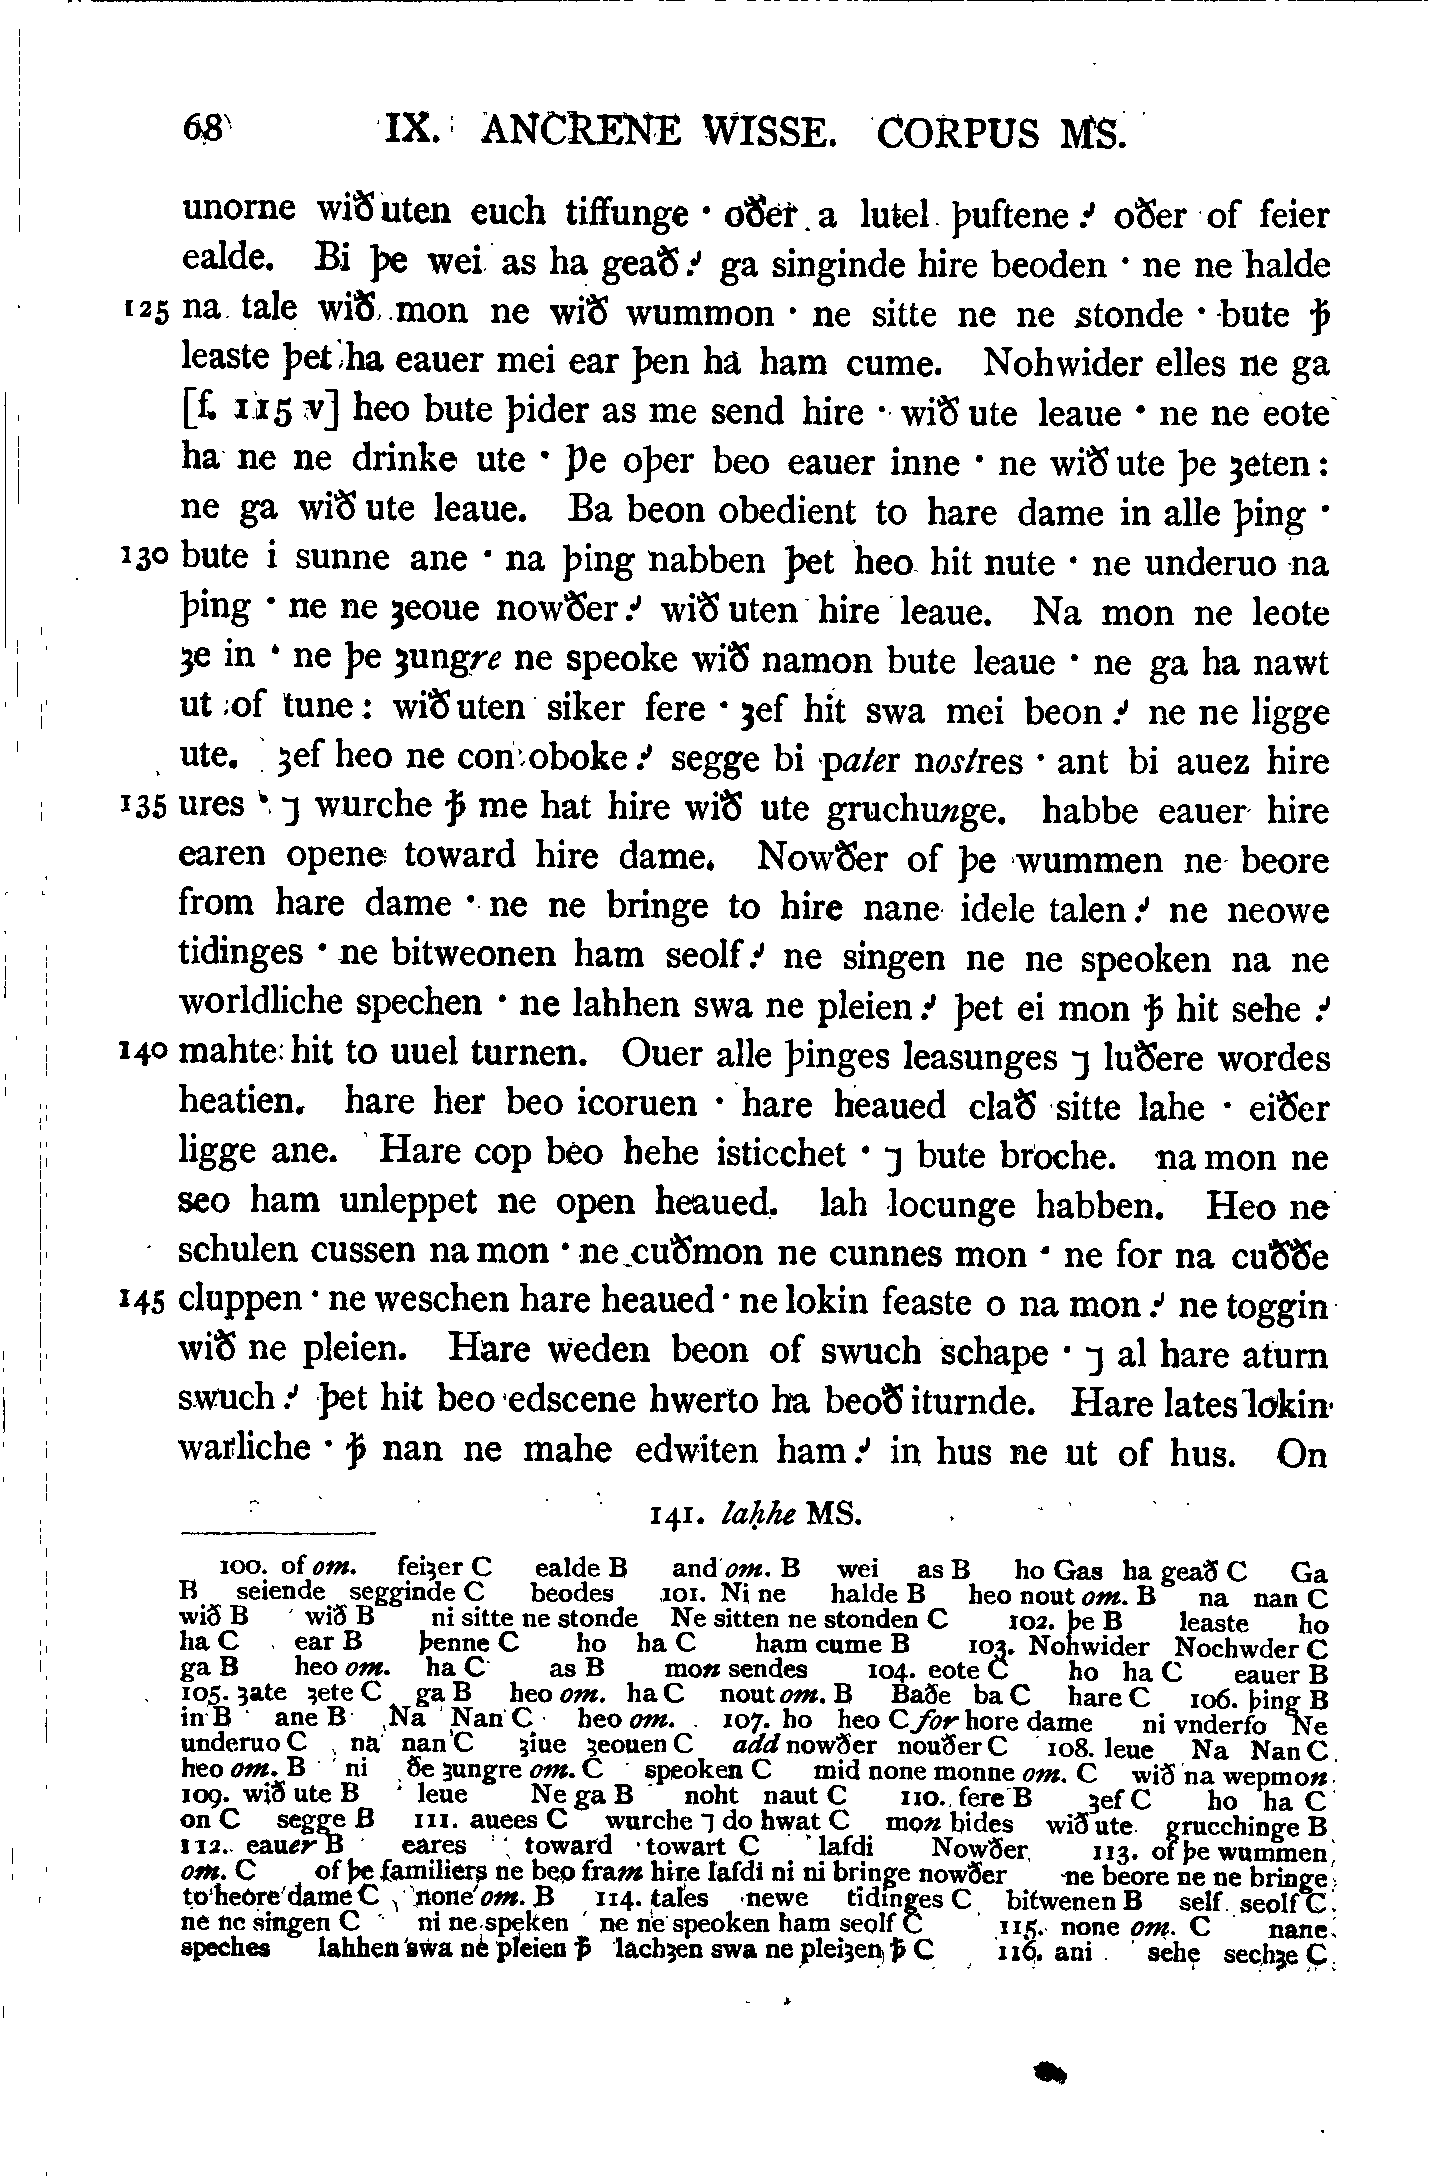 68 IX. ANCRENE WISSE. CORPUS MS.
unorne wiðuten euch tiffunge · oðer a lutel þuftene :' oðer of feier
ealde. Bi þe wei as ha geað :' ga singinde hire beoden · ne ne halde
125 na tale wið mon ne wið wummon · ne sitte ne ne stonde · bute ꝥ
leaste þet ha eauer mei ear þen ha ham cume. Nohwider elles ne ga
[f. 115 v] heo bute þider as me send hire · wið ute leaue · ne ne eote
ha ne ne drinke ute · Þe oþer beo eauer inne · ne wið ute þe ȝeten :
ne ga wið ute leaue. Ba beon obedient to hare dame in alle þing ·
130 bute i sunne ane · na þing nabben þet heo hit nute · ne underuo na
þing · ne ne ȝeoue nowðer :' wið uten hire leaue. Na mon ne leote
ȝe in · ne þe ȝungre ne speoke wið namon bute leaue · ne ga ha nawt
ut of tune : wiðuten siker fere · ȝef hit swa mei beon :' ne ne ligge
ute. ȝef heo ne con oboke :' segge bi pater nostres · ant bi auez hire
135 ures · ⁊ wurche ꝥ me hat hire wið ute gruchunge. habbe eauer hire
earen opene toward hire dame. Nowðer of þe wummen ne beore
from hare dame · ne ne bringe to hire nane idele talen :' ne neowe
tidinges · ne bitweonen ham seolf :' ne singen ne ne speoken na ne
worldliche spechen · ne lahhen swa ne pleien :' þet ei mon ꝥ hit sehe :'
140 mahte hit to uuel turnen. Ouer alle þinges leasunges ⁊ luðere wordes
heatien. hare her beo icoruen · hare heaued clað sitte lahe · eiðer
ligge ane. Hare cop beo hehe isticchet · ⁊ bute broche. na mon ne
seo ham unleppet ne open heaued. lah locunge habben. Heo ne
schulen cussen na mon · ne cuðmon ne cunnes mon · ne for na cuððe
145 cluppen · ne weschen hare heaued · ne lokin feaste o na mon :' ne toggin
wið ne pleien. Hare weden beon of swuch schape · ⁊ al hare aturn
swuch :' þet hit beo edscene hwerto ha beoð iturnde. Hare lates lokin
warliche · ꝥ nan ne mahe edwiten ham :' in hus ne ut of hus. On
141. laḥhe MS.
100. of om. feiȝer C ealde B and om. B wei as B ho Gas ha geað C Ga
B seiende segginde C beodes 101. Ni ne halde B heo nout om. B na nan C
wið B wið B ni sitte ne stonde Ne sitten ne stonden C 102. þe B leaste ho
ha C ear B þenne C ho ha C ham cume B 103. Nohwider Nochwder C
ga B heo om. ha C as B mon sendes 104. eote C ho ha C eauer B
105. ȝate ȝete C ga B heo om. ha C nout om. B Baðe ba C hare C 106. þing B
in B ane B Na Nan C heo om. 107. ho heo C for hore dame ni vnderfo Ne
underuo C na nan C ȝiue ȝeouen C add nowðer nouðer C 108. leue Na Nan C
heo om. B ni ðe ȝungre om. C speoken C mid none monne om. C wið na wepmon
109. wið ute B leue Ne ga B noht naut C 110. fere B ȝef C ho ha C
on C segge B 111. auees C wurche ⁊ do hwat C mon bides wið ute grucchinge B
112. eauer B eares toward towart C lafdi Nowðer 113. of þe wummen
om. C of þe familiers ne beo fram hire lafdi ni ni bringe nowðer ne beore ne ne bringe
to heore dame C none om. B 114. tales newe tidinges C bitwenen B self seolf C
ne ne singen C ni ne speken ne ne speoken ham seolf C 115. none om. C nane
speches lahhen swa ne pleien ꝥ lachȝen swa ne pleiȝen ꝥ C 116. ani sehe sechȝe C